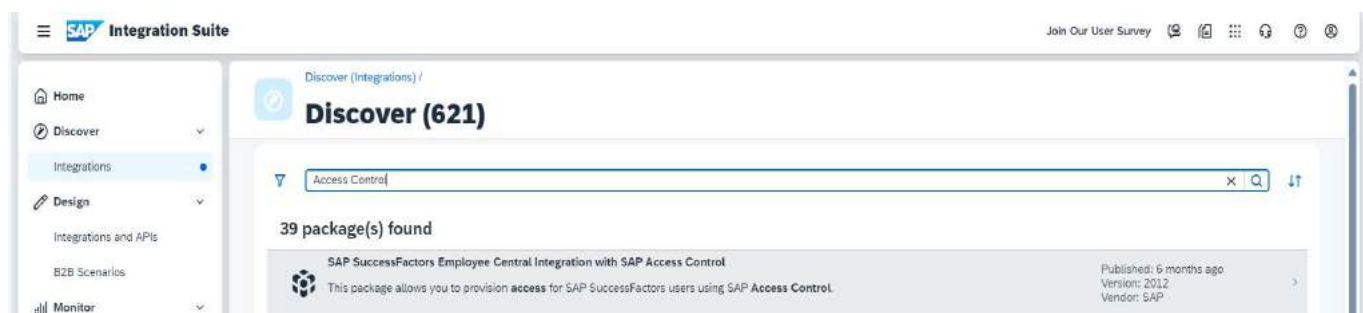 SAP Integration Suite
Join Our User Survey
Home
Discover
Integrations
Design
Integrations and APIs
B2B Scenarios
Monitor
Discover (Integrations) /
Discover (621)
Access Control
39 package(s) found
SAP SuccessFactors Employee Central Integration with SAP Access Control
This package allows you to provision access for SAP SuccessFactors users using SAP Access Control.
Published: 6 months ago
Version: 2012
Vendor: SAP